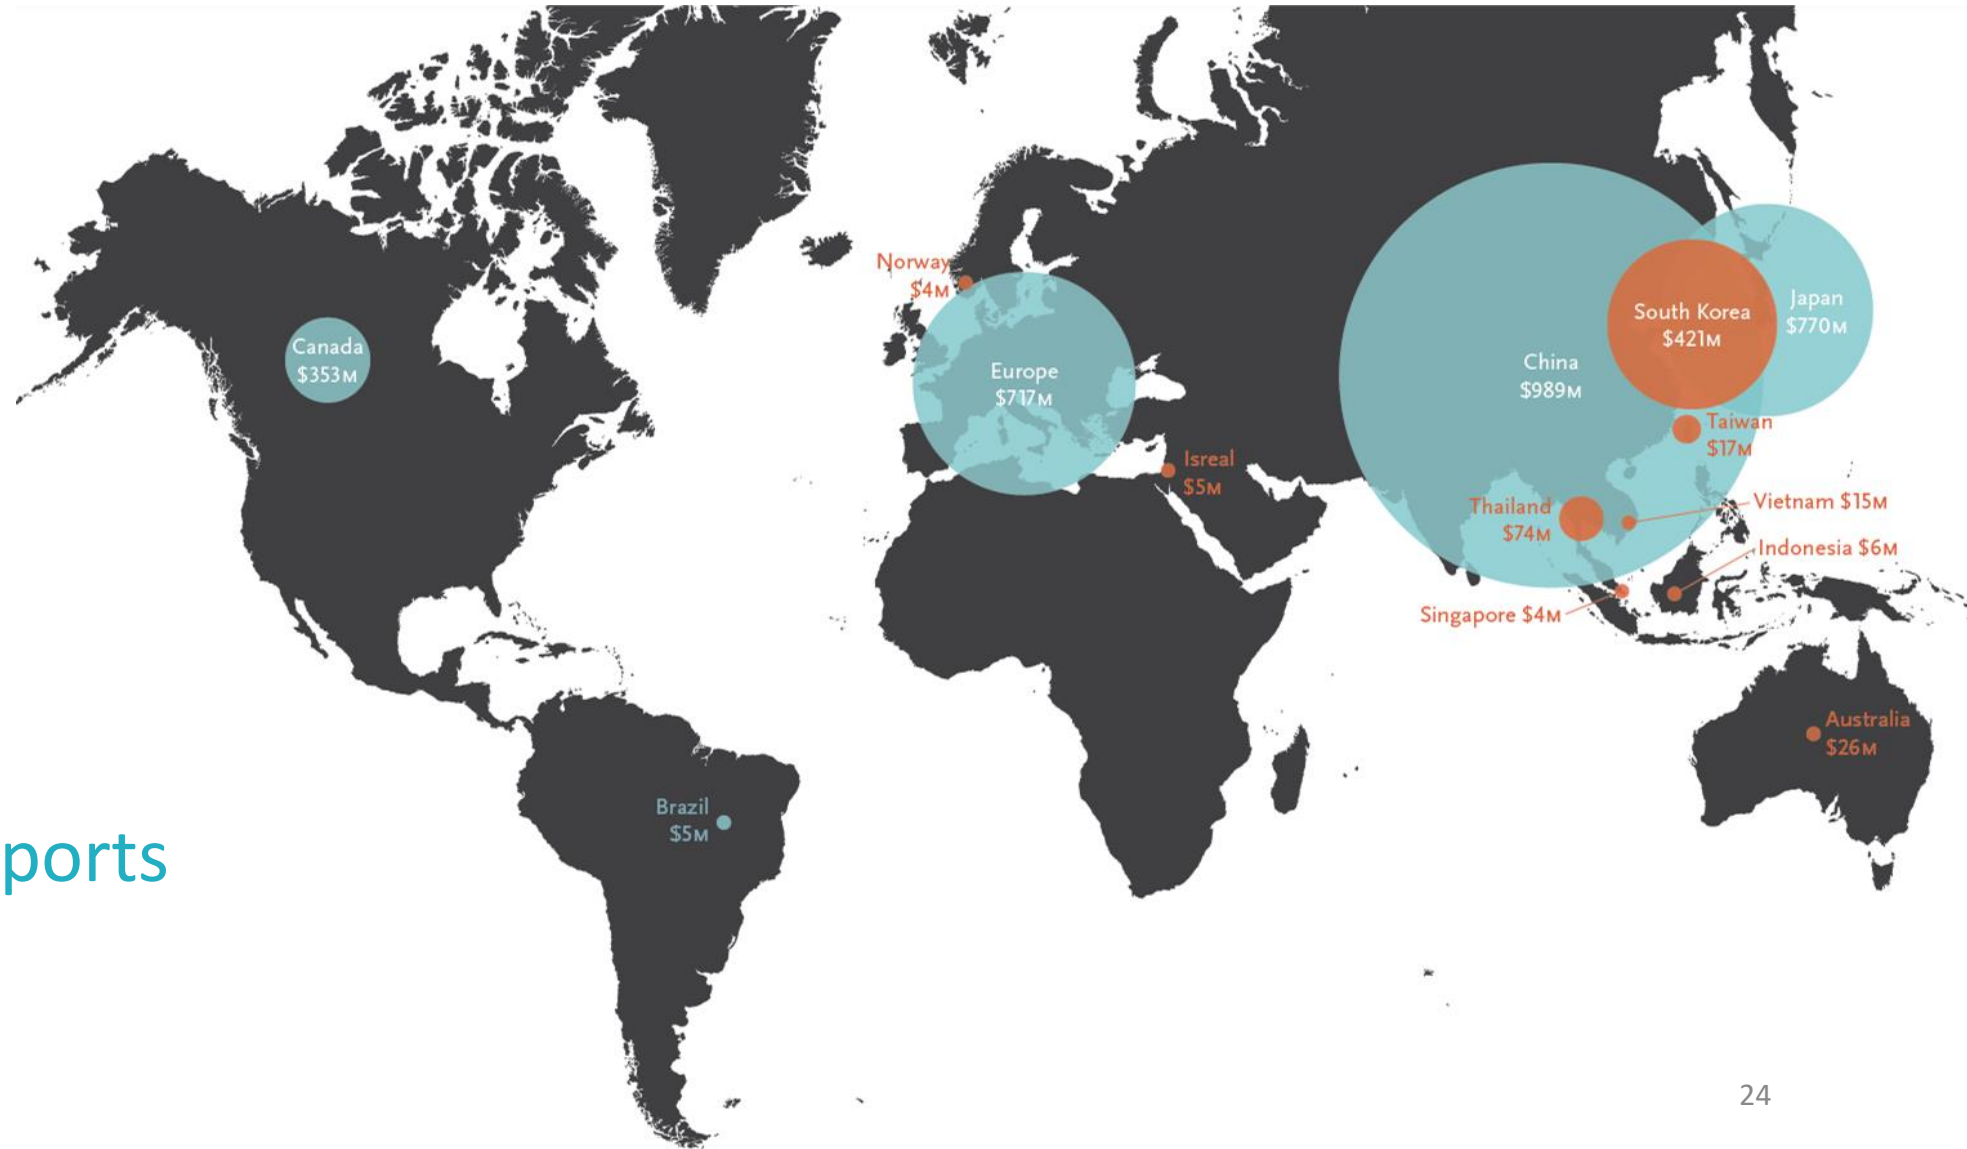 Norway
$4M
Canada
$353M
Europe
$717M
South Korea
$421M
Japan
$770M
China
$989M
Taiwan
$17M
Isreal
$5M
Thailand
$74M
Vietnam $15M
Indonesia $6M
Singapore $4M
Australia
$26M
Brazil
$5M
ports
24